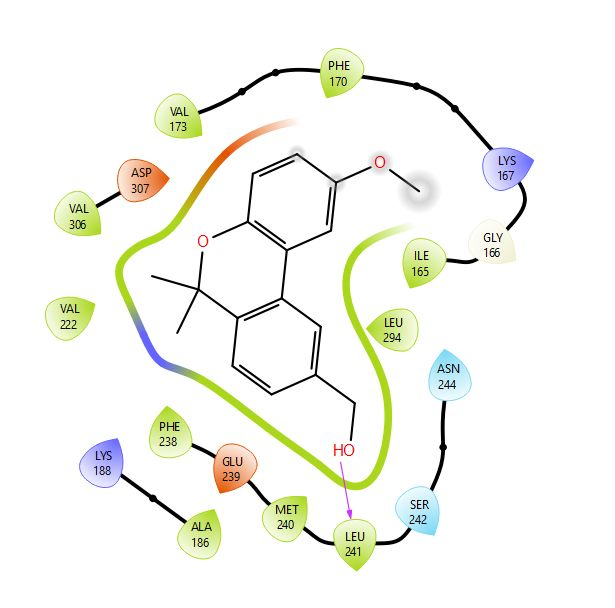 PHE
170
VAL
173
LYS
167
ASP
307
O
VAL
306
GLY
166
O
ILE
165
VAL
222
LEU
294
ASN
244
PHE
238
HO
LYS
188
GLU
239
SER
242
MET
240
ALA
186
LEU
241